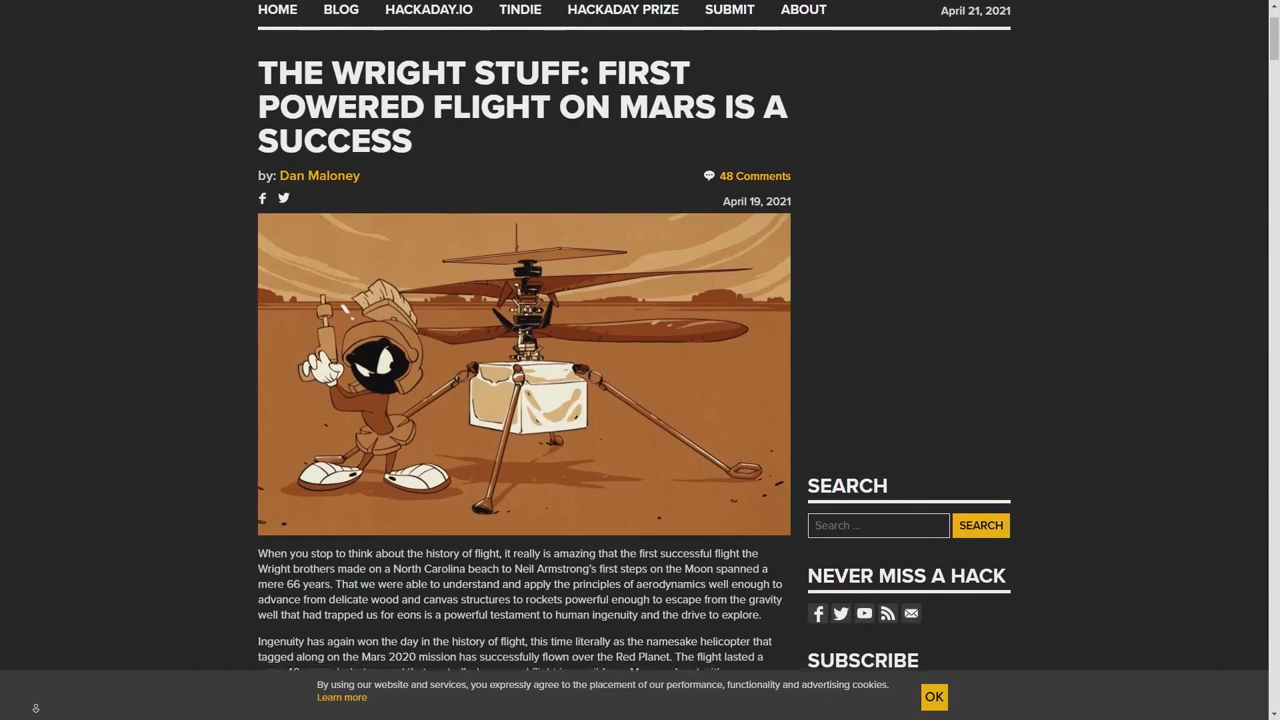 HOME BLOG HACKADAY.IO TINDIE HACKADAY PRIZE SUBMIT ABOUT April 21, 2021
THE WRIGHT STUFF: FIRST
POWERED FLIGHT ON MARS IS A
SUCCESS
by: Dan Maloney
48 Comments
April 19, 2021
When you stop to think about the history of flight, it really is amazing that the first successful flight the
Wright brothers made on a North Carolina beach to Neil Armstrong's first steps on the Moon spanned a
mere 66 years. That we were able to understand and apply the principles of aerodynamics well enough to
advance from delicate wood and canvas structures to rockets powerful enough to escape from the gravity
well that had trapped us for eons is a powerful testament to human ingenuity and the drive to explore.
Ingenuity has again won the day in the history of flight, this time literally as the namesake helicopter that
tagged along on the Mars 2020 mission has successfully flown over the Red Planet. The flight lasted a
SEARCH
Search ... SEARCH
NEVER MISS A HACK
SUBSCRIBE
By using our website and services, you expressly agree to the placement of our performance, functionality and advertising cookies.
Learn more
OK